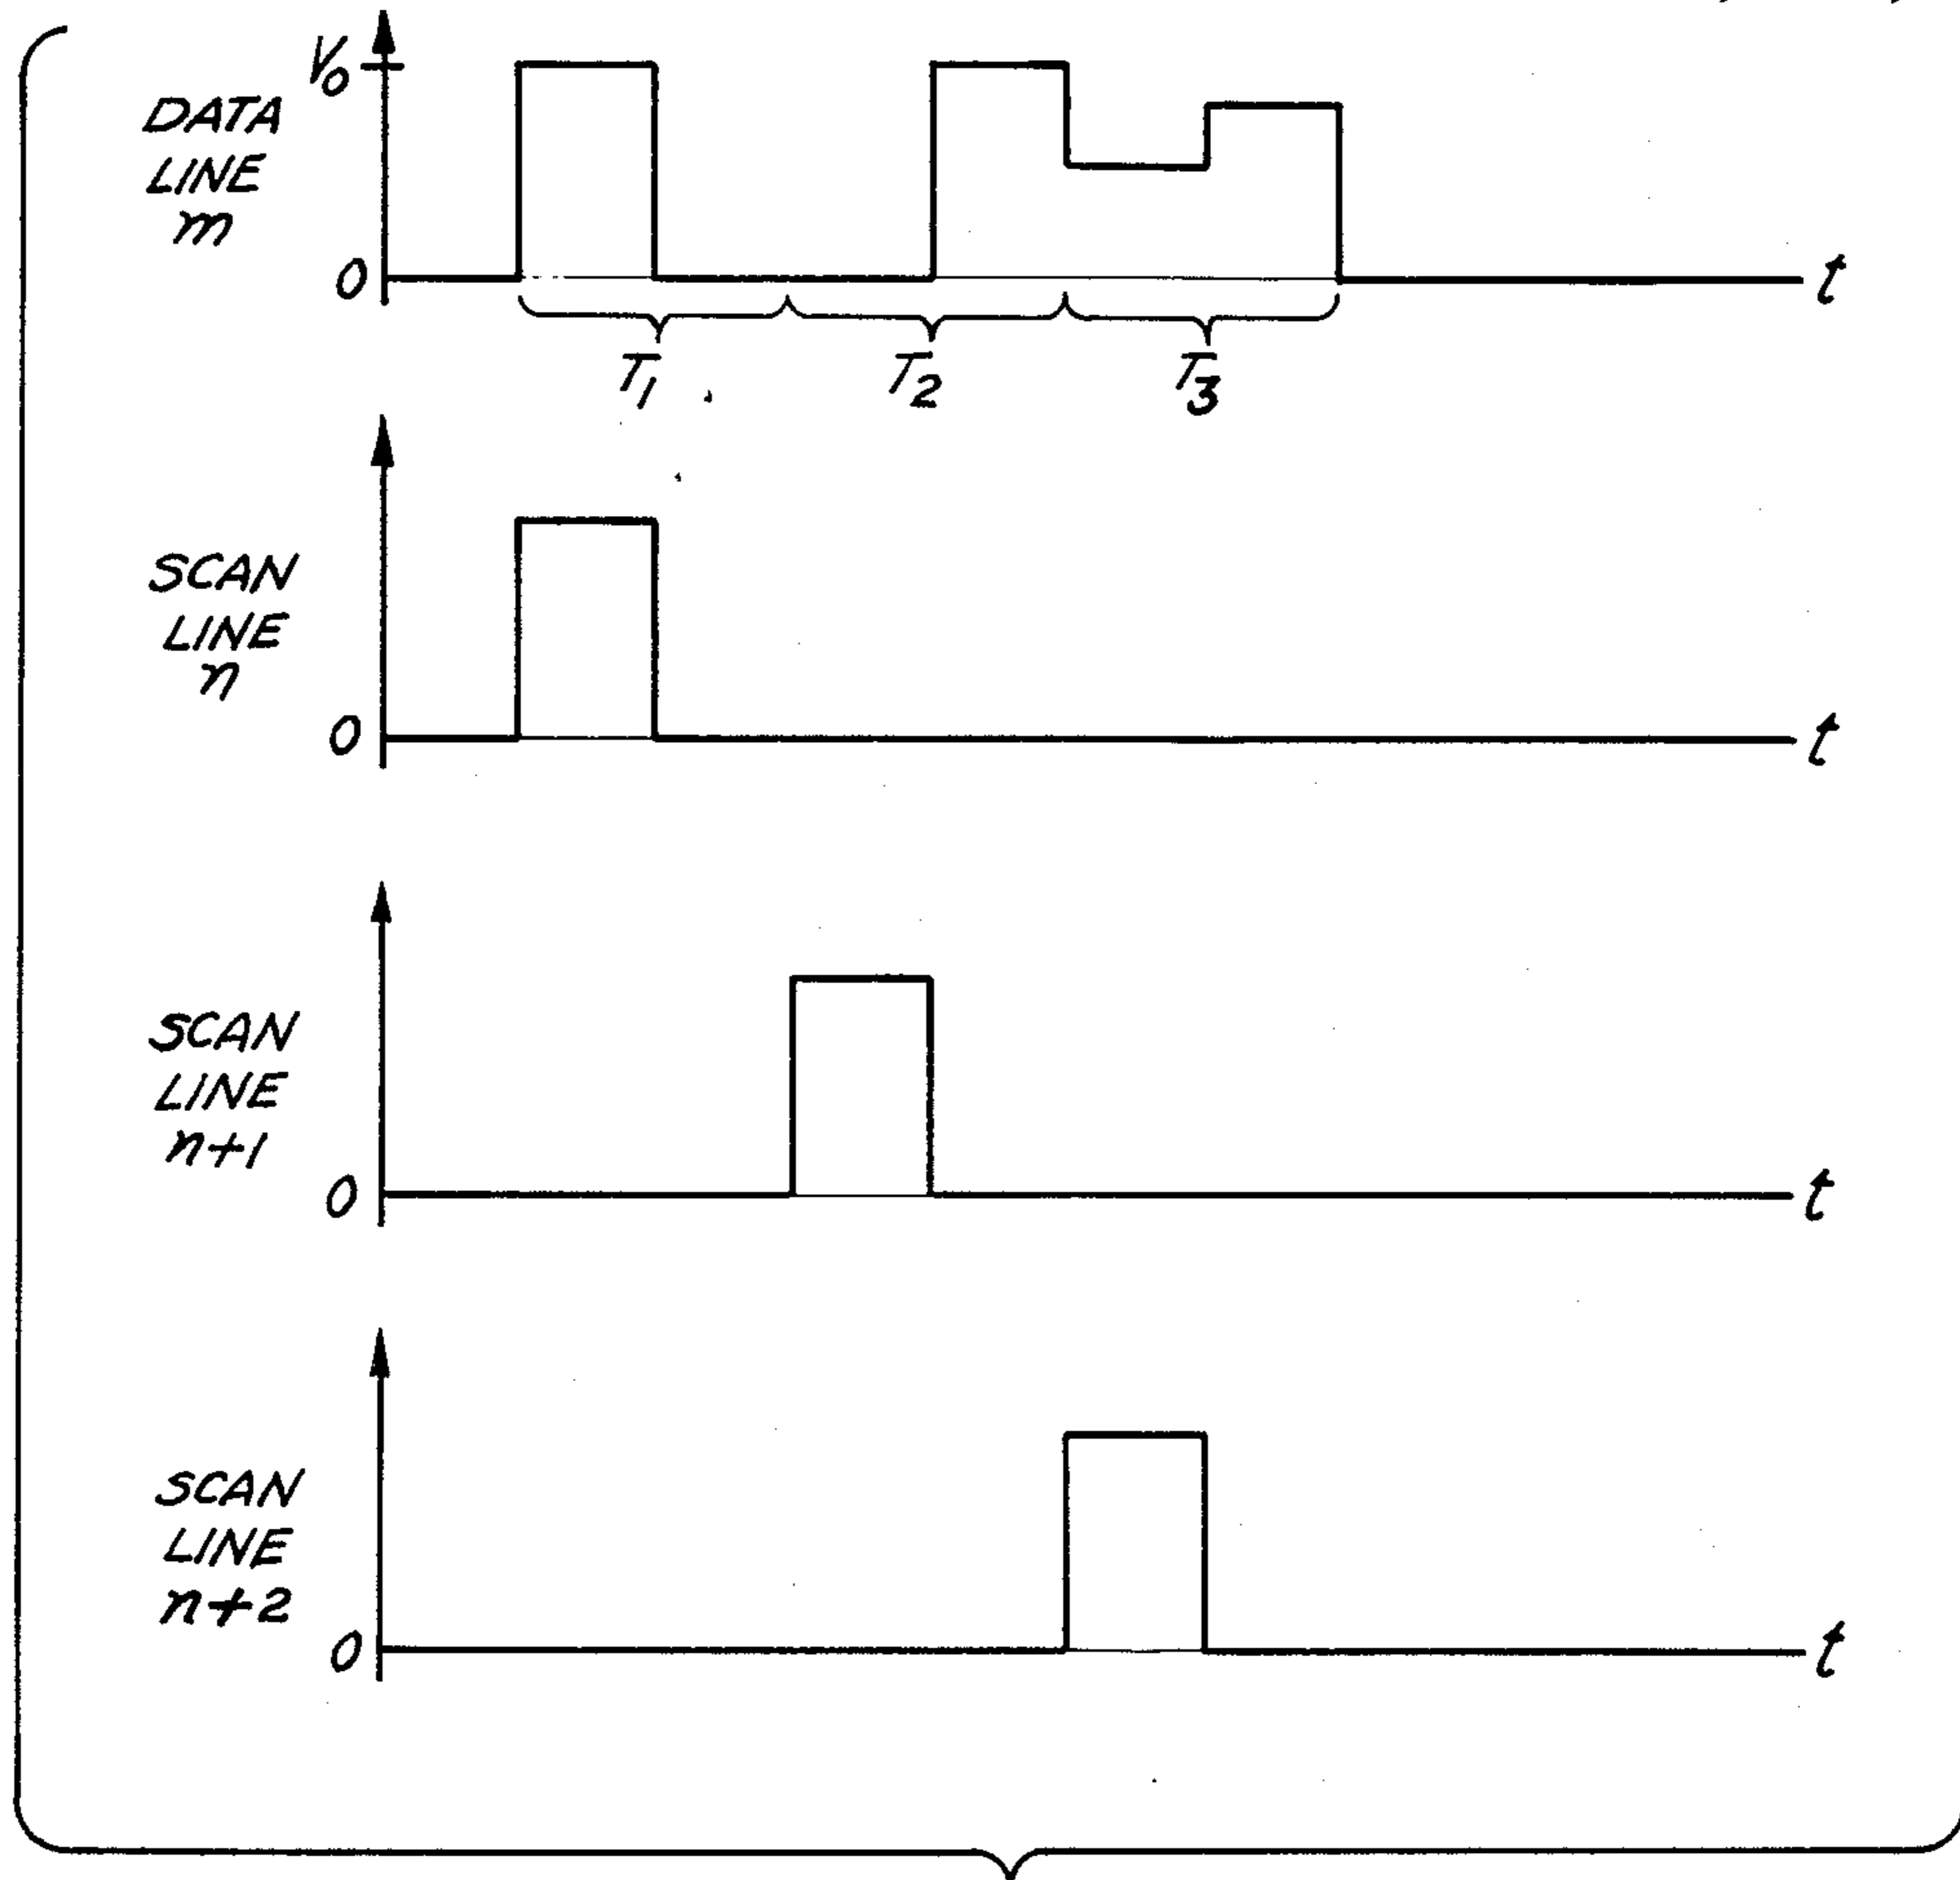 V₀
DATA
LINE
m
0
t
T₁
T₂
T₃
SCAN
LINE
n
0
t
SCAN
LINE
n+1
0
t
SCAN
LINE
n+2
0
t